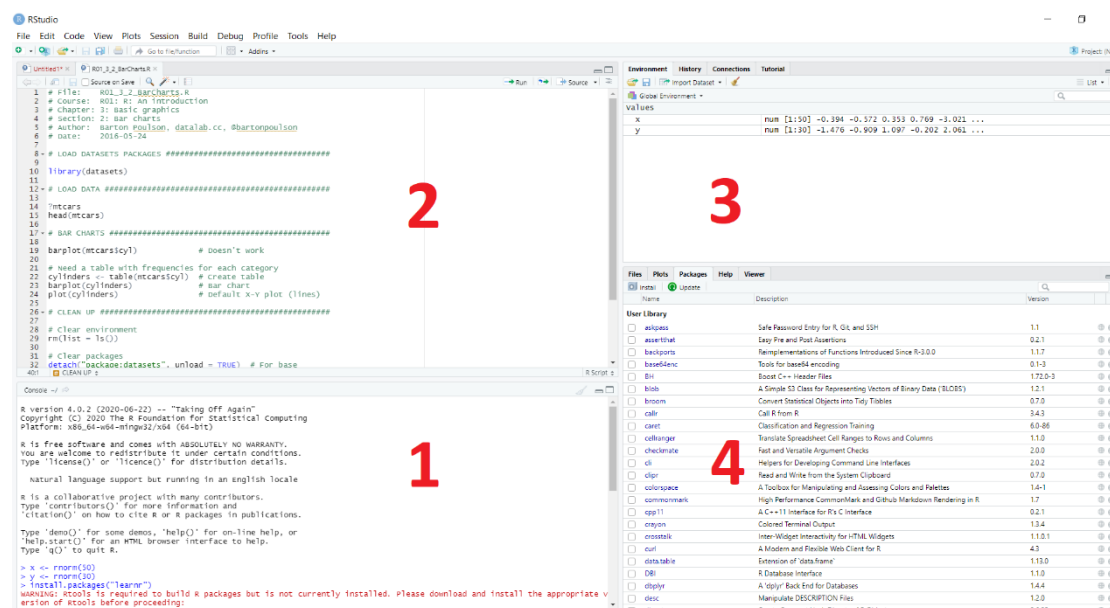 RStudio
File Edit Code View Plots Session Build Debug Profile Tools Help
Go to file/function Addins
Project: (N
Untitled1* R01_3_2_BarCharts.R
Source on Save Run Source
1 # File: R01_3_2_BarCharts.R
2 # Course: R01: R: An introduction
3 # Chapter: 3: Basic graphics
4 # Section: 2: Bar charts
5 # Author: Barton Poulson, datalab.cc, @bartonpoulson
6 # Date: 2016-05-24
7
8 # LOAD DATASETS PACKAGES ###################################
9
10 library(datasets)
11
12 # LOAD DATA ################################################
13
14 ?mtcars
15 head(mtcars)
16
17 # BAR CHARTS ###############################################
18
19 barplot(mtcars$cyl) # Doesn't work
20
21 # Need a table with frequencies for each category
22 cylinders <- table(mtcars$cyl) # Create table
23 barplot(cylinders) # Bar chart
24 plot(cylinders) # Default X-Y plot (lines)
25
26 # CLEAN UP #################################################
27
28 # Clear environment
29 rm(list = ls())
30
31 # Clear packages
32 detach("package:datasets", unload = TRUE) # For base
40:1 CLEAN UP R Script
2
Console ~/
R version 4.0.2 (2020-06-22) -- "Taking Off Again"
Copyright (C) 2020 The R Foundation for Statistical Computing
Platform: x86_64-w64-mingw32/x64 (64-bit)
R is free software and comes with ABSOLUTELY NO WARRANTY.
You are welcome to redistribute it under certain conditions.
Type 'license()' or 'licence()' for distribution details.
Natural language support but running in an English locale
R is a collaborative project with many contributors.
Type 'contributors()' for more information and
'citation()' on how to cite R or R packages in publications.
Type 'demo()' for some demos, 'help()' for on-line help, or
'help.start()' for an HTML browser interface to help.
Type 'q()' to quit R.
> x <- rnorm(50)
> y <- rnorm(30)
> install.packages("learnr")
WARNING: Rtools is required to build R packages but is not currently installed. Please download and install the appropriate v
ersion of Rtools before proceeding:
1
Environment History Connections Tutorial
Import Dataset List
Global Environment
values
x num [1:50] -0.394 -0.572 0.353 0.769 -3.021 ...
y num [1:30] -1.476 -0.909 1.097 -0.202 2.061 ...
3
Files Plots Packages Help Viewer
Install Update
Name Description Version
User Library
askpass Safe Password Entry for R, Git, and SSH 1.1
assertthat Easy Pre and Post Assertions 0.2.1
backports Reimplementations of Functions Introduced Since R-3.0.0 1.1.7
base64enc Tools for base64 encoding 0.1-3
BH Boost C++ Header Files 1.72.0-3
blob A Simple S3 Class for Representing Vectors of Binary Data ('BLOBS') 1.2.1
broom Convert Statistical Objects into Tidy Tibbles 0.7.0
callr Call R from R 3.4.3
caret Classification and Regression Training 6.0-86
cellranger Translate Spreadsheet Cell Ranges to Rows and Columns 1.1.0
checkmate Fast and Versatile Argument Checks 2.0.0
cli Helpers for Developing Command Line Interfaces 2.0.2
clipr Read and Write from the System Clipboard 0.7.0
colorspace A Toolbox for Manipulating and Assessing Colors and Palettes 1.4-1
commonmark High Performance CommonMark and Github Markdown Rendering in R 1.7
cpp11 A C++11 Interface for R's C Interface 0.2.1
crayon Colored Terminal Output 1.3.4
crosstalk Inter-Widget Interactivity for HTML Widgets 1.1.0.1
curl A Modern and Flexible Web Client for R 4.3
data.table Extension of `data.frame` 1.13.0
DBI R Database Interface 1.1.0
dbplyr A 'dplyr' Back End for Databases 1.4.4
desc Manipulate DESCRIPTION Files 1.2.0
4